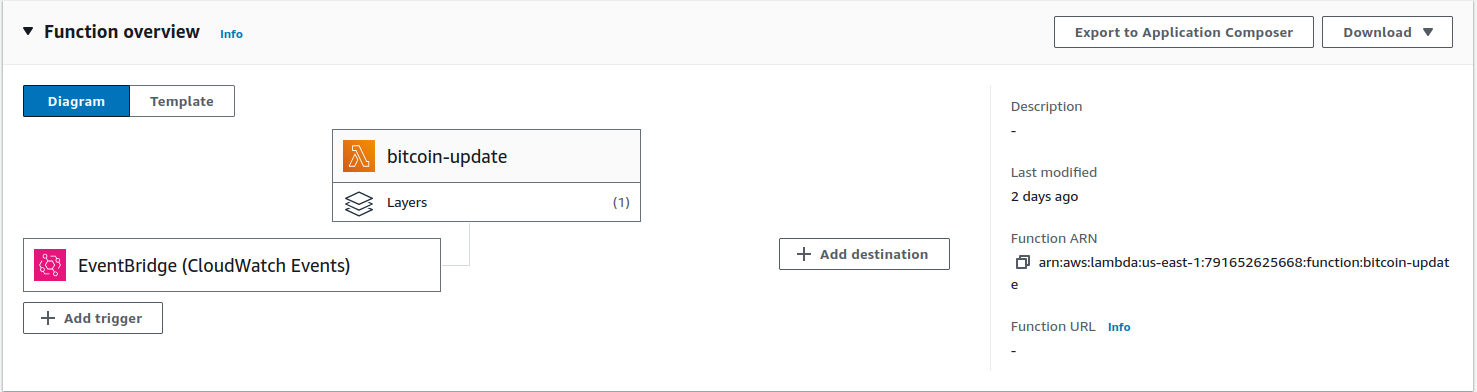 Function overview Info
Export to Application Composer
Download
Diagram
Template
bitcoin-update
Layers (1)
EventBridge (CloudWatch Events)
Add trigger
Add destination
Description
-
Last modified
2 days ago
Function ARN
arn:aws:lambda:us-east-1:791652625668:function:bitcoin-updat
e
Function URL Info
-